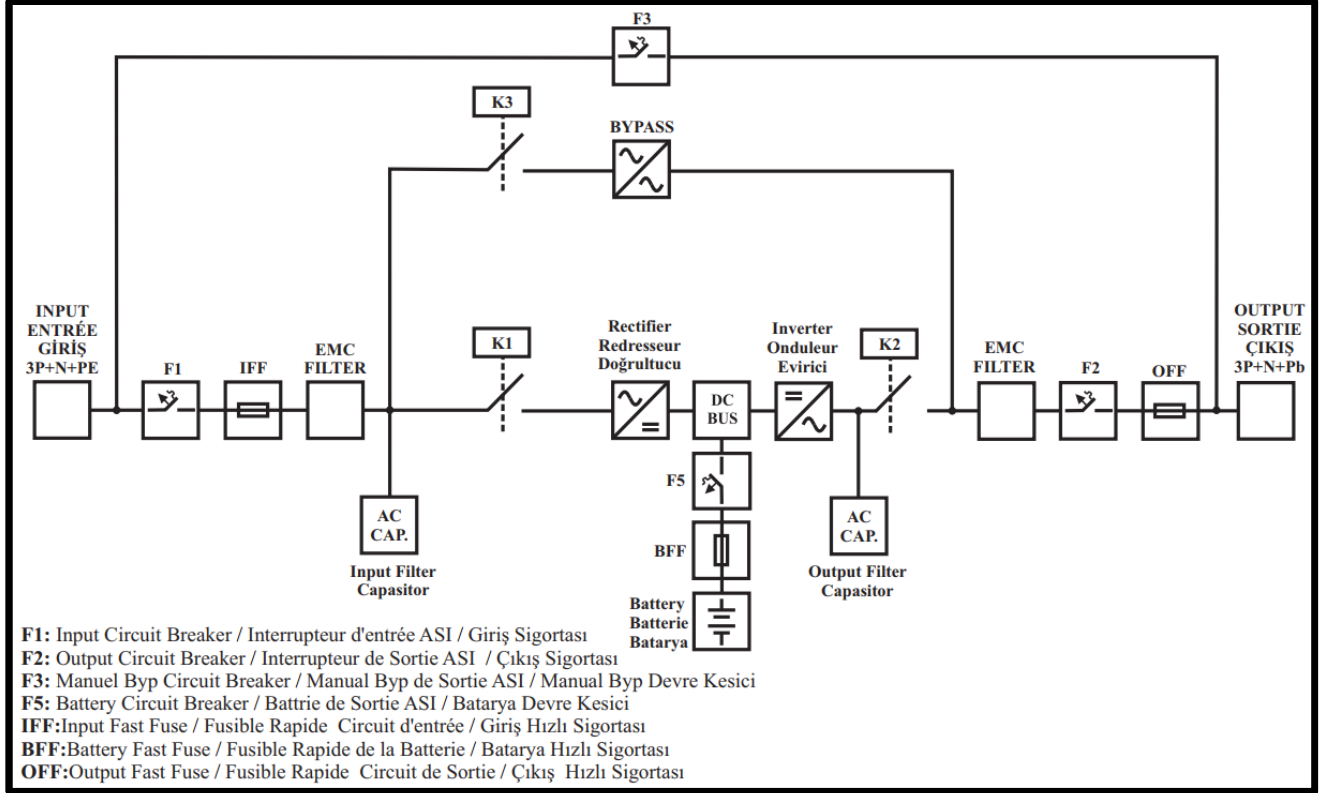 F3
K3
BYPASS
INPUT
ENTRÉE
GİRİŞ
3P+N+PE
F1
IFF
EMC
FILTER
K1
Rectifier
Redresseur
Doğrultucu
DC
BUS
Inverter
Onduleur
Evirici
K2
EMC
FILTER
F2
OFF
OUTPUT
SORTIE
ÇIKIŞ
3P+N+Pb
AC
CAP.
Input Filter
Capasitor
F5
BFF
Battery
Batterie
Batarya
AC
CAP.
Output Filter
Capasitor
F1: Input Circuit Breaker / Interrupteur d'entrée ASI / Giriş Sigortası
F2: Output Circuit Breaker / Interrupteur de Sortie ASI / Çıkış Sigortası
F3: Manuel Byp Circuit Breaker / Manual Byp de Sortie ASI / Manual Byp Devre Kesici
F5: Battery Circuit Breaker / Battrie de Sortie ASI / Batarya Devre Kesici
IFF:Input Fast Fuse / Fusible Rapide Circuit d'entrée / Giriş Hızlı Sigortası
BFF:Battery Fast Fuse / Fusible Rapide de la Batterie / Batarya Hızlı Sigortası
OFF:Output Fast Fuse / Fusible Rapide Circuit de Sortie / Çıkış Hızlı Sigortası